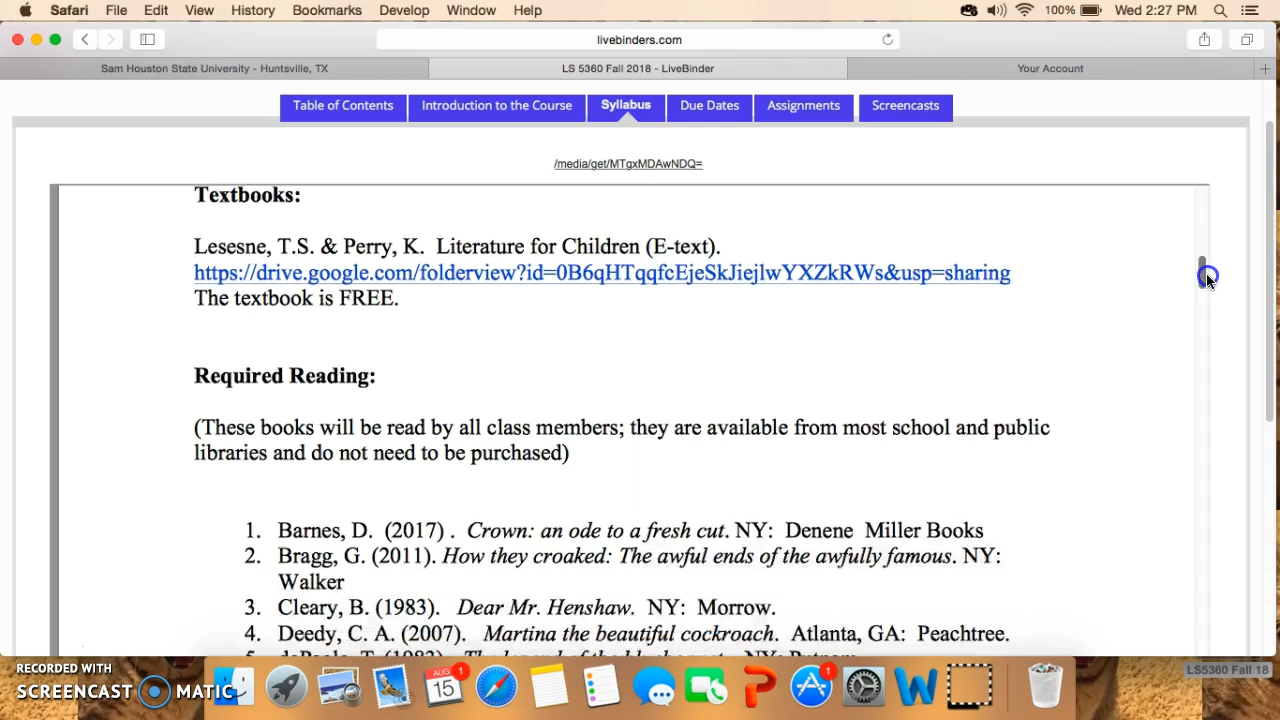 Safari File Edit View History Bookmarks Develop Window Help 100% Wed 2:27 PM
livebinders.com
Sam Houston State University - Huntsville, TX LS 5360 Fall 2018 - LiveBinder Your Account
Table of Contents Introduction to the Course Syllabus Due Dates Assignments Screencasts
/media/get/MTgxMDAwNDQ=
Textbooks:
Lesesne, T.S. & Perry, K. Literature for Children (E-text).
https://drive.google.com/folderview?id=0B6qHTqqfcEjeSkJiejlwYXZkRWs&usp=sharing
The textbook is FREE.
Required Reading:
(These books will be read by all class members; they are available from most school and public
libraries and do not need to be purchased)
1. Barnes, D. (2017) . Crown: an ode to a fresh cut. NY: Denene Miller Books
2. Bragg, G. (2011). How they croaked: The awful ends of the awfully famous. NY:
Walker
3. Cleary, B. (1983). Dear Mr. Henshaw. NY: Morrow.
4. Deedy, C. A. (2007). Martina the beautiful cockroach. Atlanta, GA: Peachtree.
RECORDED WITH
SCREENCAST MATIC
AUG
15
1
1
LS5360 Fall 18